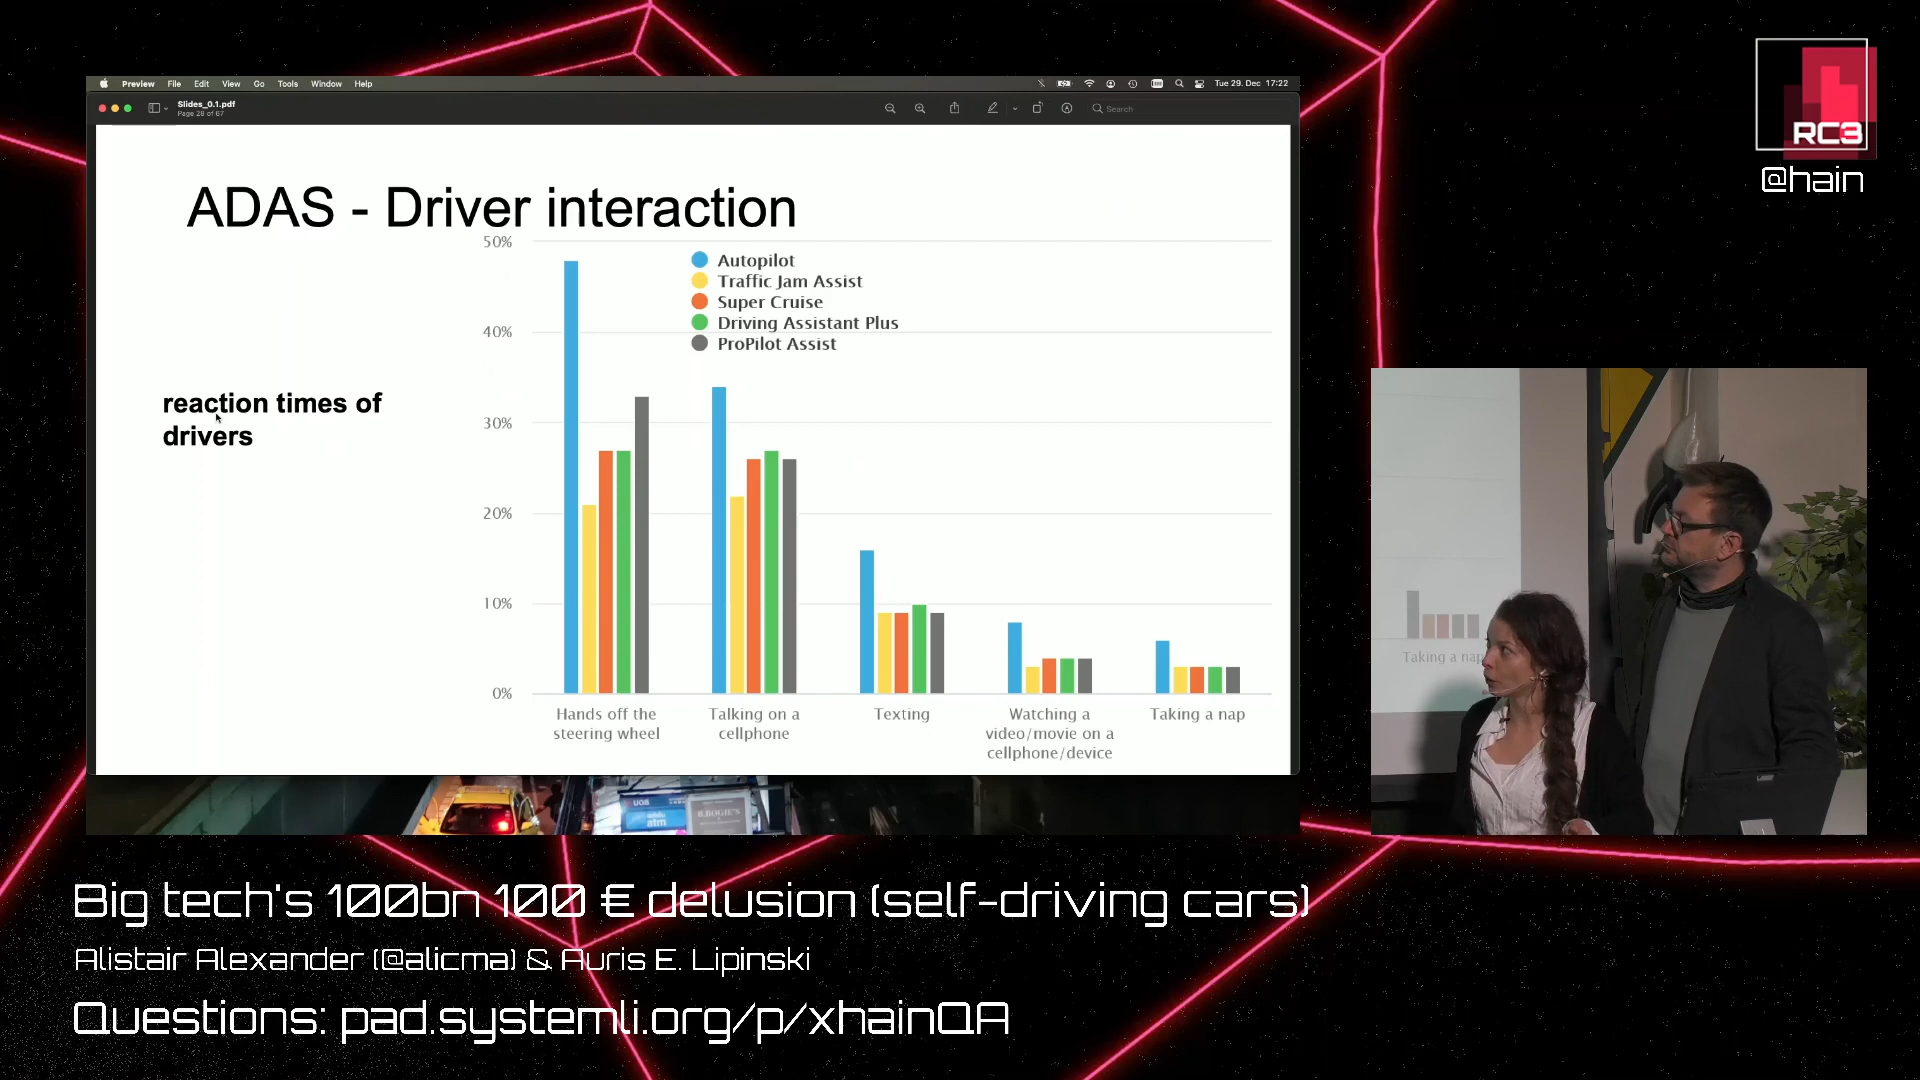 Preview File Edit View Go Tools Window Help
Tue 29. Dec 17:22
Slides_0.1.pdf
Page 28 of 67
Search
ADAS - Driver interaction
reaction times of
drivers
50%
40%
30%
20%
10%
0%
Autopilot
Traffic Jam Assist
Super Cruise
Driving Assistant Plus
ProPilot Assist
Hands off the
steering wheel
Talking on a
cellphone
Texting
Watching a
video/movie on a
cellphone/device
Taking a nap
UOB
atm
B.BOGIE'S
RC3
@hain
Taking a nap
Big tech's 100bn 100 € delusion (self-driving cars)
Alistair Alexander (@alicma) & Auris E. Lipinski
Questions: pad.systemli.org/p/xhainQA